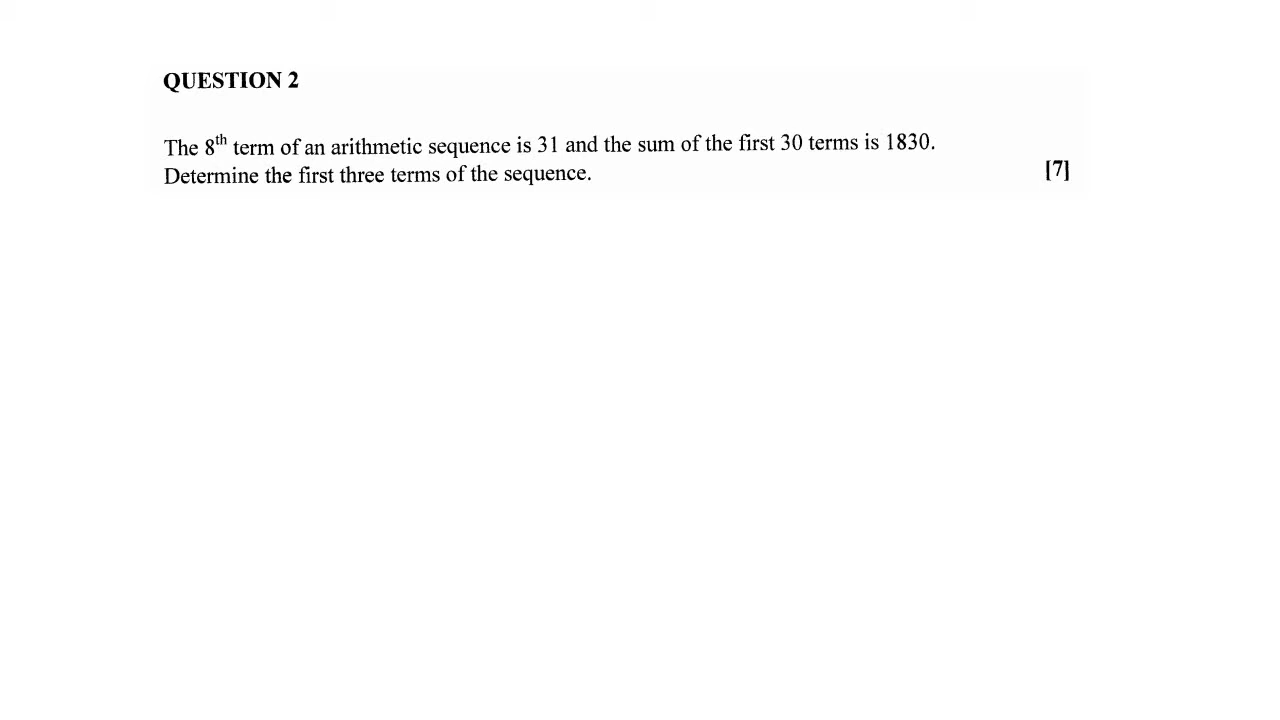 QUESTION 2
The 8th term of an arithmetic sequence is 31 and the sum of the first 30 terms is 1830.
Determine the first three terms of the sequence.
[7]